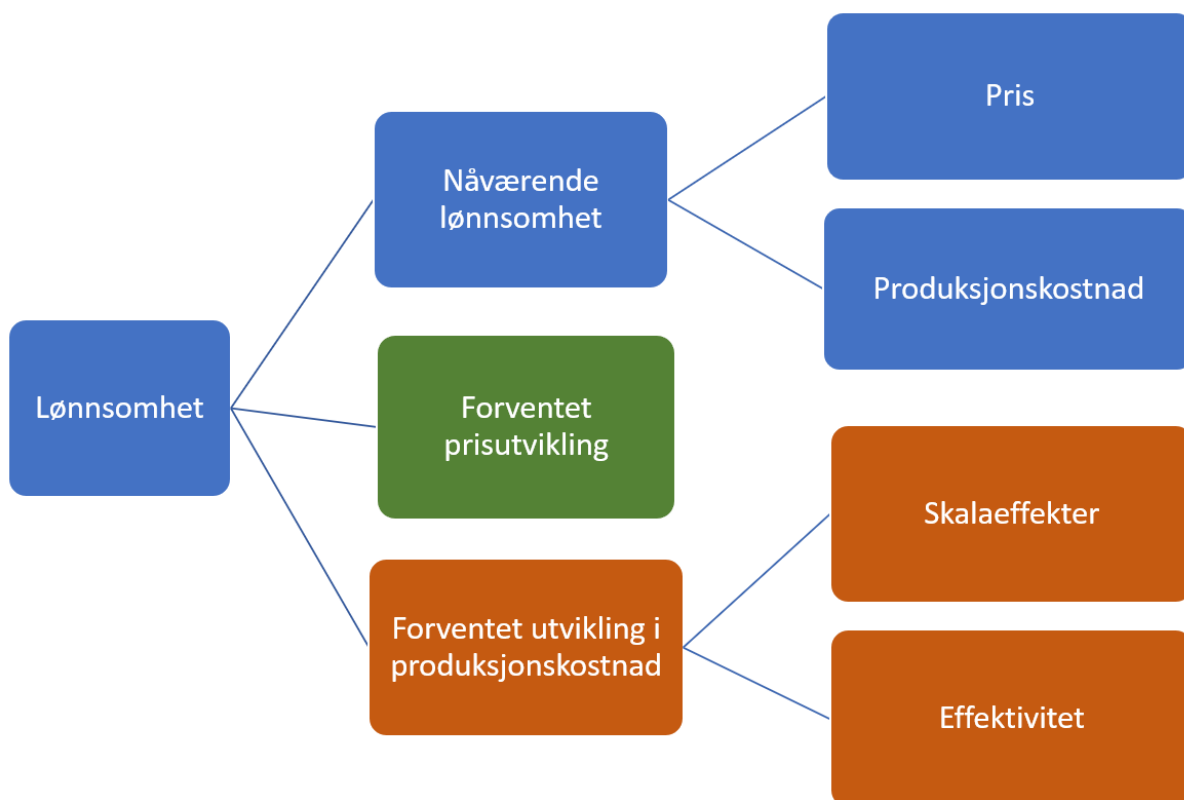 Lønnsomhet
Nåværende
lønnsomhet
Forventet
prisutvikling
Forventet utvikling i
produksjonskostnad
Pris
Produksjonskostnad
Skalaeffekter
Effektivitet